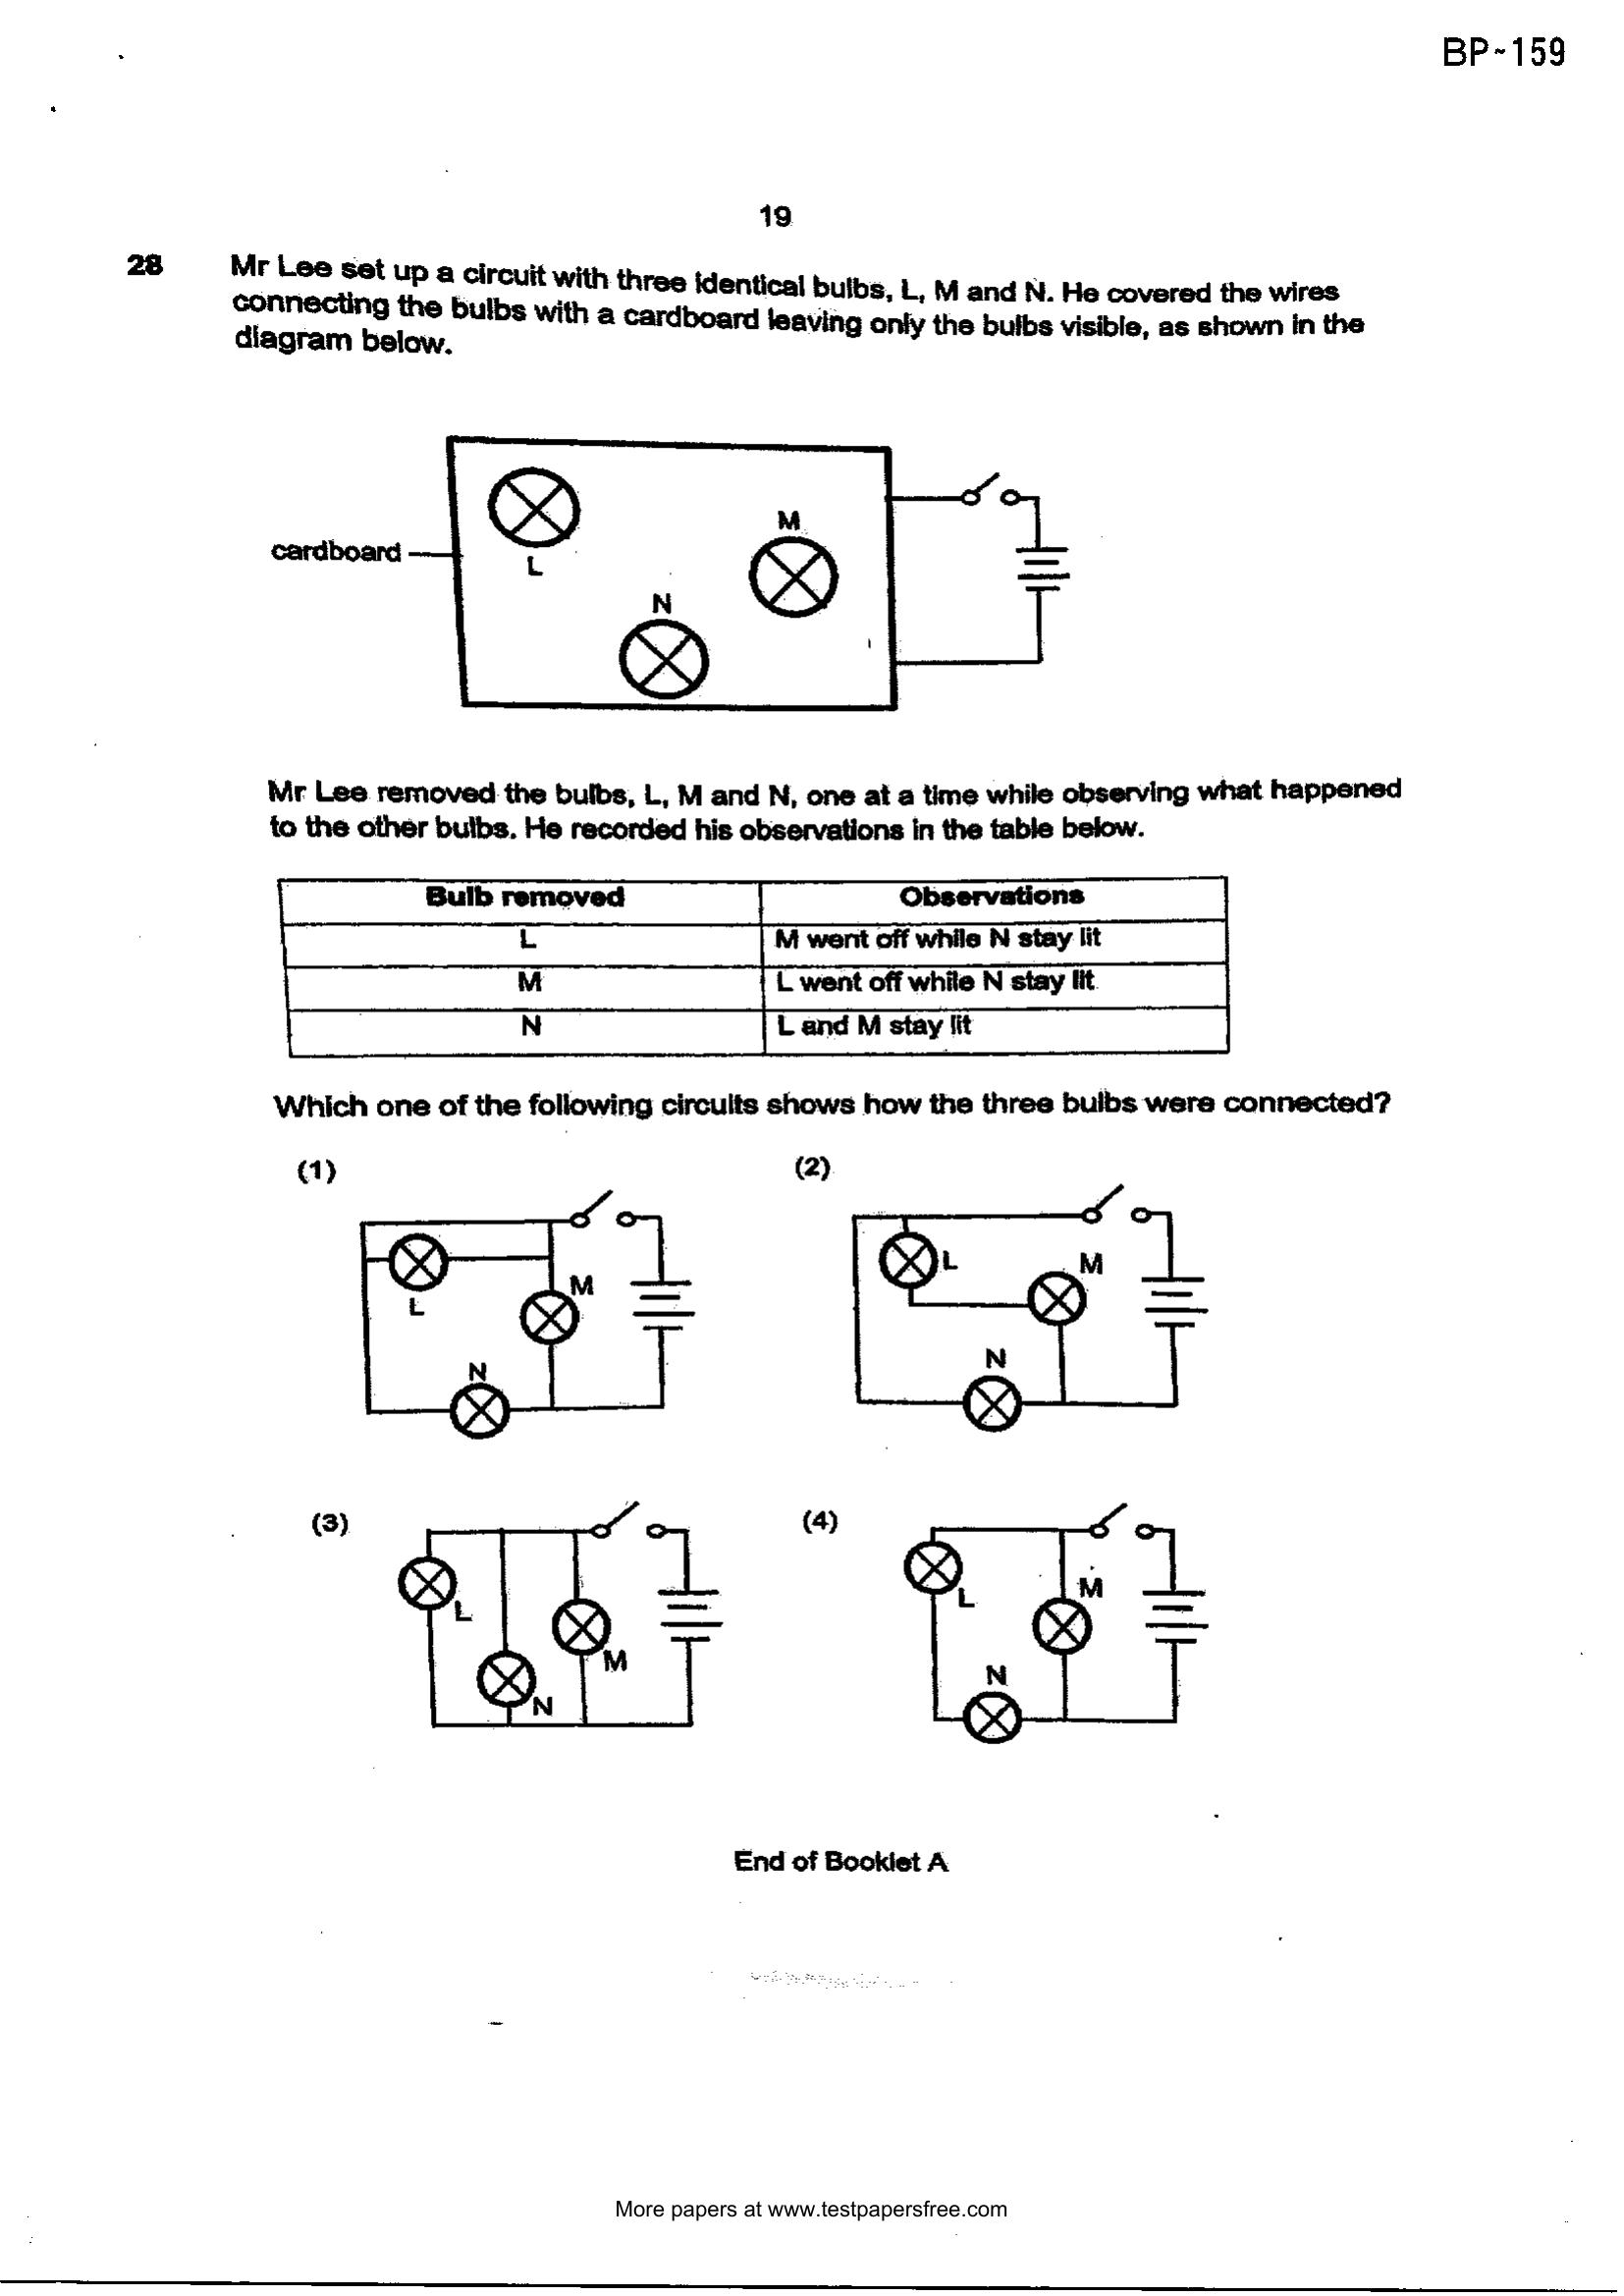 BP-159
19
28 Mr Lee set up a circuit with three identical bulbs, L, M and N. He covered the wires
connecting the bulbs with a cardboard leaving only the bulbs visible, as shown in the
diagram below.
M
cardboard
L
N
Mr Lee removed the bulbs, L, M and N, one at a time while observing what happened
to the other bulbs. He recorded his observations in the table below.
Bulb removed Observations
L M went off while N stay lit
M L went off while N stay lit
N L and M stay lit
Which one of the following circuits shows how the three bulbs were connected?
(1)
L
M
N
(2)
L
M
N
(3)
L
M
N
(4)
M
L
N
End of Booklet A
More papers at www.testpapersfree.com